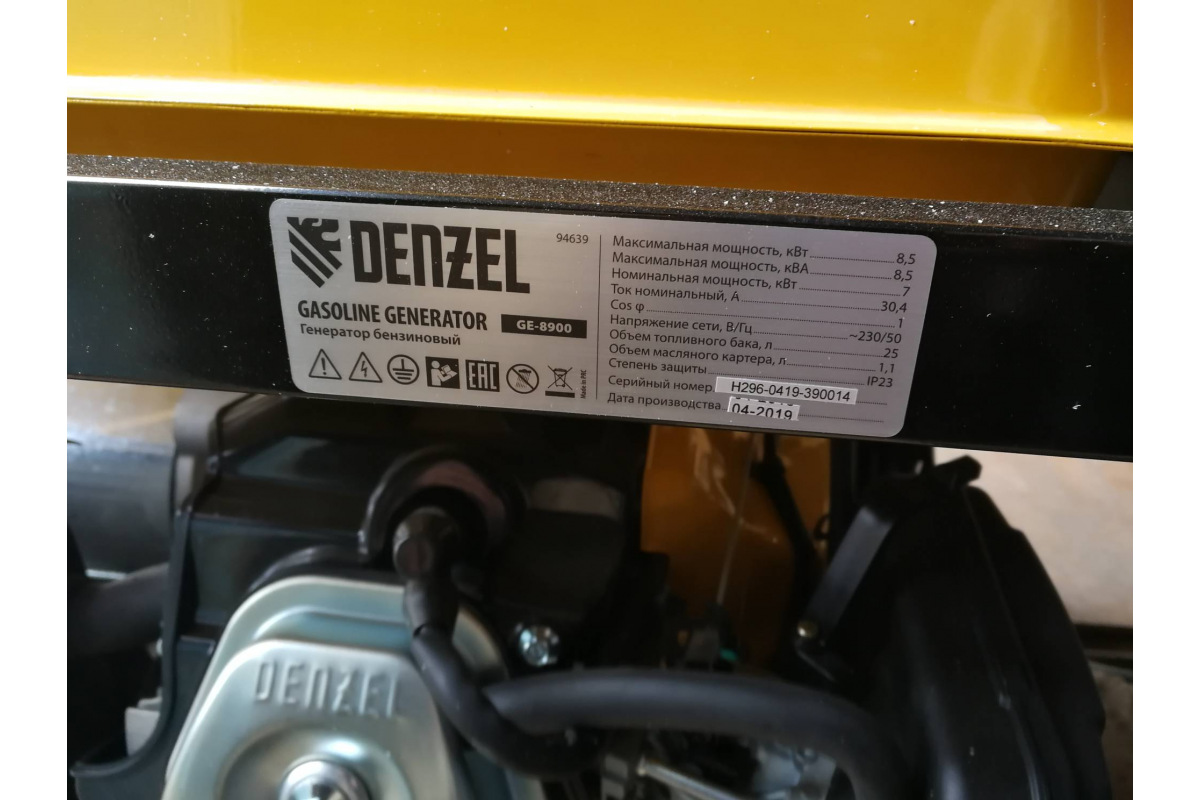 DENZEL
94639
GASOLINE GENERATOR GE-8900
Генератор бензиновый
EAC
Made in PRC
Максимальная мощность, кВт 8,5
Максимальная мощность, кВА 8,5
Номинальная мощность, кВт 7
Ток номинальный, А 30,4
Cos φ 1
Напряжение сети, В/Гц ~230/50
Объем топливного бака, л 25
Объем масляного картера, л 1,1
Степень защиты IP23
Серийный номер H296-0419-390014
Дата производства 04-2019
DENZEL